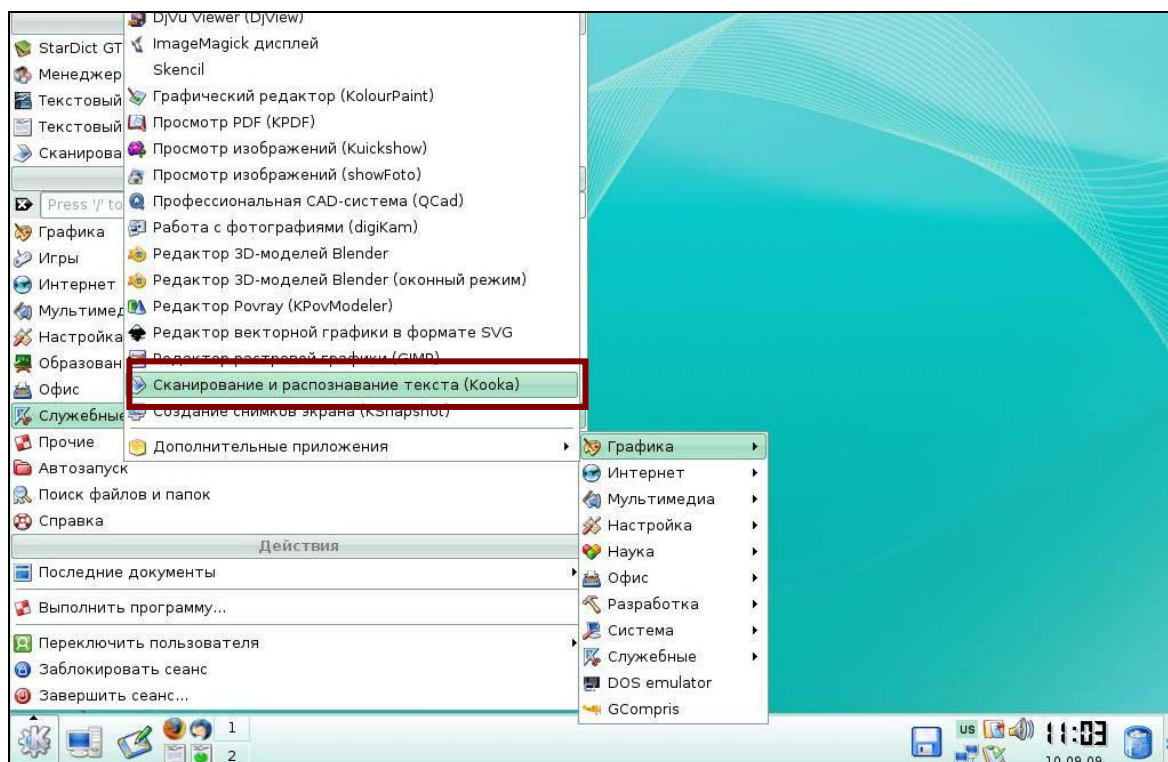 DjVu Viewer (DjView)
ImageMagick дисплей
Skencil
Графический редактор (KolourPaint)
Просмотр PDF (KPDF)
Просмотр изображений (Kuickshow)
Просмотр изображений (showFoto)
Профессиональная CAD-система (QCad)
Работа с фотографиями (digiKam)
Редактор 3D-моделей Blender
Редактор 3D-моделей Blender (оконный режим)
Редактор Povray (KPovModeler)
Редактор векторной графики в формате SVG
Редактор растровой графики (GIMP)
Сканирование и распознавание текста (Kooka)
Создание снимков экрана (KSnapshot)
Дополнительные приложения
StarDict GT
Менеджер
Текстовый
Текстовый
Сканирова
Press '/' to
Графика
Игры
Интернет
Мультимед
Настройка
Образован
Офис
Служебные
Прочие
Автозапуск
Поиск файлов и папок
Справка
Действия
Последние документы
Выполнить программу...
Переключить пользователя
Заблокировать сеанс
Завершить сеанс...
Графика
Интернет
Мультимедиа
Настройка
Наука
Офис
Разработка
Система
Служебные
DOS emulator
GCompris
1
2
us
11:03
10.09.09